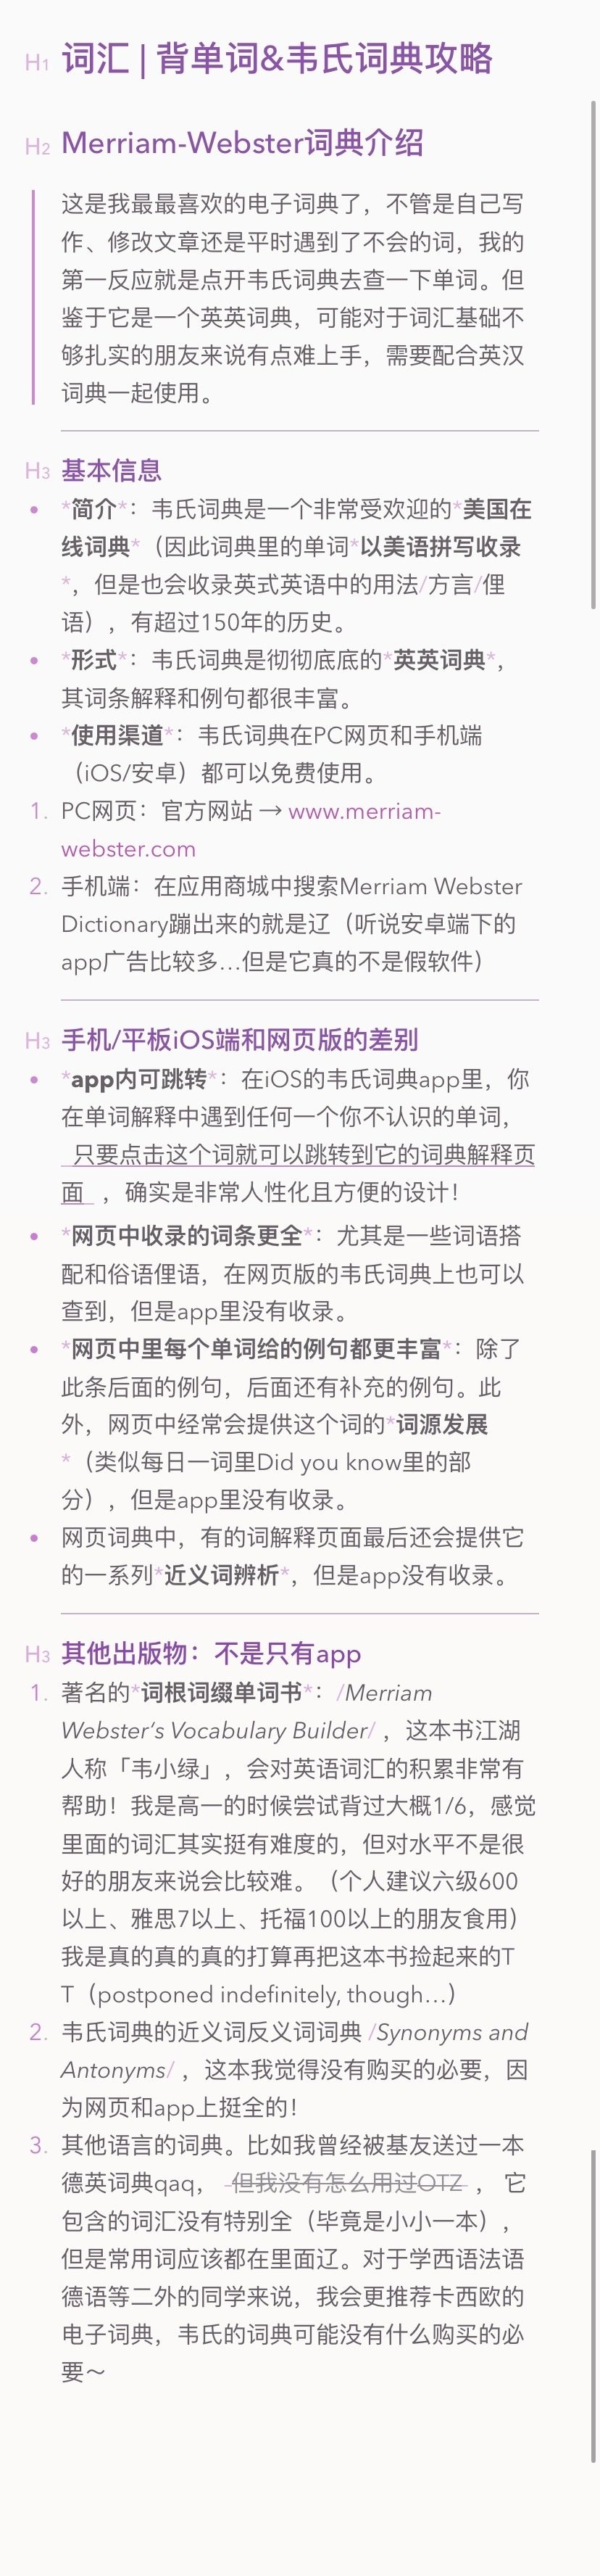 H1 词汇 | 背单词&韦氏词典攻略
H2 Merriam-Webster词典介绍
这是我最最喜欢的电子词典了，不管是自己写
作、修改文章还是平时遇到了不会的词，我的
第一反应就是点开韦氏词典去查一下单词。但
鉴于它是一个英英词典，可能对于词汇基础不
够扎实的朋友来说有点难上手，需要配合英汉
词典一起使用。
H3 基本信息
• *简介*：韦氏词典是一个非常受欢迎的*美国在
线词典*（因此词典里的单词*以美语拼写收录
*，但是也会收录英式英语中的用法/方言/俚
语），有超过150年的历史。
• *形式*：韦氏词典是彻彻底底的*英英词典*，
其词条解释和例句都很丰富。
• *使用渠道*：韦氏词典在PC网页和手机端
（iOS/安卓）都可以免费使用。
1. PC网页：官方网站 → www.merriam-
webster.com
2. 手机端：在应用商城中搜索Merriam Webster
Dictionary蹦出来的就是辽（听说安卓端下的
app广告比较多…但是它真的不是假软件）
H3 手机/平板iOS端和网页版的差别
• *app内可跳转*：在iOS的韦氏词典app里，你
在单词解释中遇到任何一个你不认识的单词，
_只要点击这个词就可以跳转到它的词典解释页
面_，确实是非常人性化且方便的设计！
• *网页中收录的词条更全*：尤其是一些词语搭
配和俗语俚语，在网页版的韦氏词典上也可以
查到，但是app里没有收录。
• *网页中里每个单词给的例句都更丰富*：除了
此条后面的例句，后面还有补充的例句。此
外，网页中经常会提供这个词的*词源发展
*（类似每日一词里Did you know里的部
分），但是app里没有收录。
• 网页词典中，有的词解释页面最后还会提供它
的一系列*近义词辨析*，但是app没有收录。
H3 其他出版物：不是只有app
1. 著名的*词根词缀单词书*：/Merriam
Webster’s Vocabulary Builder/ ，这本书江湖
人称「韦小绿」，会对英语词汇的积累非常有
帮助！我是高一的时候尝试背过大概1/6，感觉
里面的词汇其实挺有难度的，但对水平不是很
好的朋友来说会比较难。（个人建议六级600
以上、雅思7以上、托福100以上的朋友食用）
我是真的真的真的打算再把这本书捡起来的T
T（postponed indefinitely, though…）
2. 韦氏词典的近义词反义词词典 /Synonyms and
Antonyms/ ，这本我觉得没有购买的必要，因
为网页和app上挺全的！
3. 其他语言的词典。比如我曾经被基友送过一本
德英词典qaq， -但我没有怎么用过OTZ- ， 它
包含的词汇没有特别全（毕竟是小小一本），
但是常用词应该都在里面辽。对于学西语法语
德语等二外的同学来说，我会更推荐卡西欧的
电子词典，韦氏的词典可能没有什么购买的必
要～